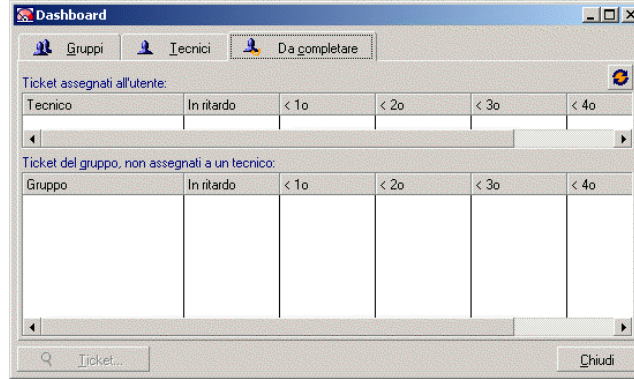 Dashboard
Gruppi Tecnici Da completare
Ticket assegnati all'utente:
Tecnico In ritardo < 1o < 2o < 3o < 4o
Ticket del gruppo, non assegnati a un tecnico:
Gruppo In ritardo < 1o < 2o < 3o < 4o
Ticket... Chiudi